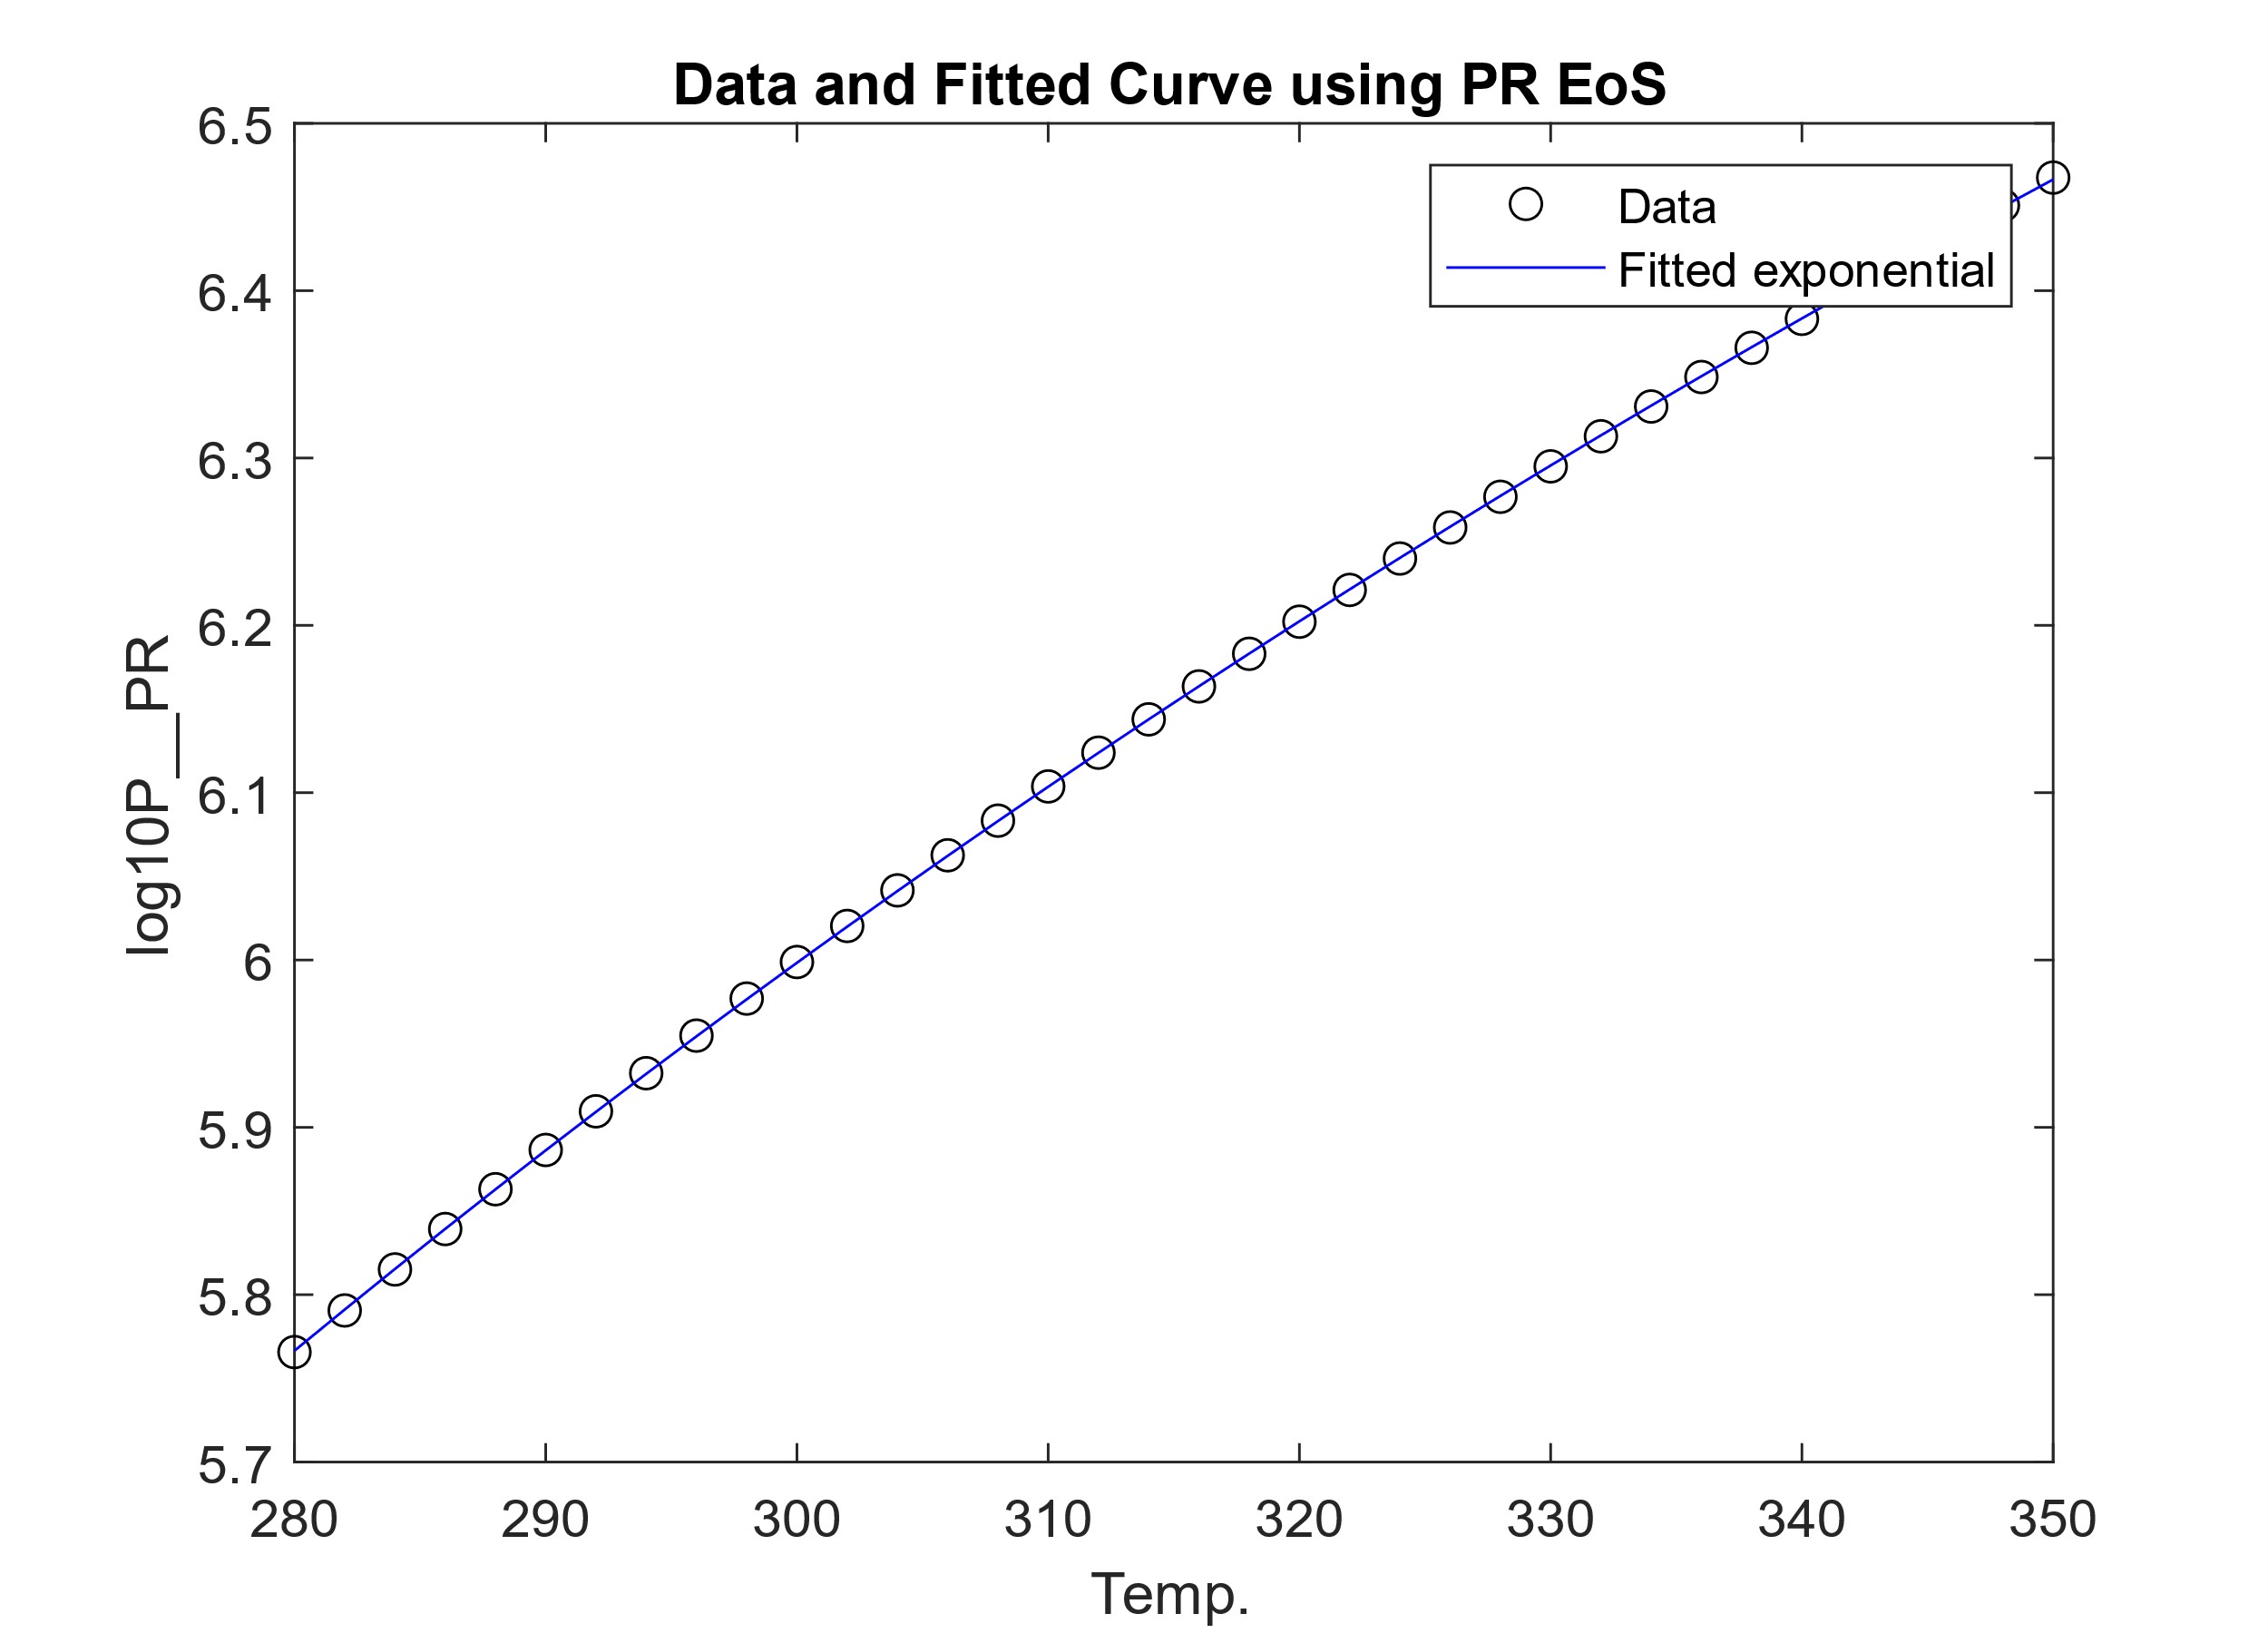 Data and Fitted Curve using PR EoS
6.5
6.4
6.3
6.2
6.1
6
5.9
5.8
5.7
log10P__PR
Data
Fitted exponential
280 290 300 310 320 330 340 350
Temp.